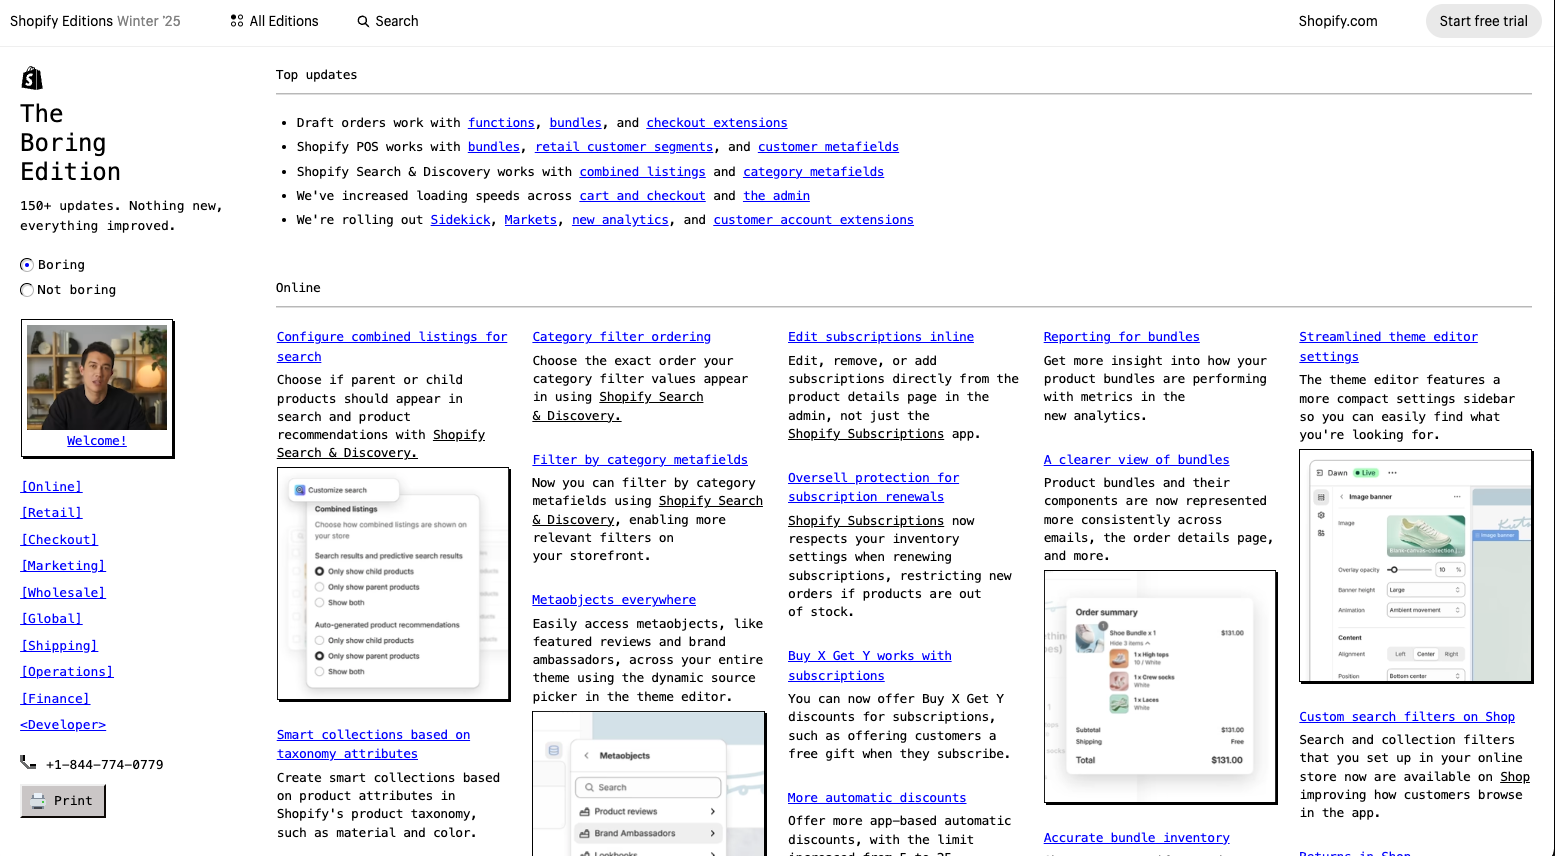 Shopify Editions Winter '25
All Editions
Search
Shopify.com
Start free trial
The
Boring
Edition
150+ updates. Nothing new,
everything improved.
Boring
Not boring
Welcome!
[Online]
[Retail]
[Checkout]
[Marketing]
[Wholesale]
[Global]
[Shipping]
[Operations]
[Finance]
<Developer>
+1-844-774-0779
Print
Top updates
• Draft orders work with functions, bundles, and checkout extensions
• Shopify POS works with bundles, retail customer segments, and customer metafields
• Shopify Search & Discovery works with combined listings and category metafields
• We've increased loading speeds across cart and checkout and the admin
• We're rolling out Sidekick, Markets, new analytics, and customer account extensions
Online
Configure combined listings for
search
Choose if parent or child
products should appear in
search and product
recommendations with Shopify
Search & Discovery.
Customize search
Combined listings
Choose how combined listings are shown on
your store
Search results and predictive search results
Only show child products
Only show parent products
Show both
Auto-generated product recommendations
Only show child products
Only show parent products
Show both
Smart collections based on
taxonomy attributes
Create smart collections based
on product attributes in
Shopify's product taxonomy,
such as material and color.
Category filter ordering
Choose the exact order your
category filter values appear
in using Shopify Search
& Discovery.
Filter by category metafields
Now you can filter by category
metafields using Shopify Search
& Discovery, enabling more
relevant filters on
your storefront.
Metaobjects everywhere
Easily access metaobjects, like
featured reviews and brand
ambassadors, across your entire
theme using the dynamic source
picker in the theme editor.
Metaobjects
Search
Product reviews
Brand Ambassadors
Lookbooks
Edit subscriptions inline
Edit, remove, or add
subscriptions directly from the
product details page in the
admin, not just the
Shopify Subscriptions app.
Oversell protection for
subscription renewals
Shopify Subscriptions now
respects your inventory
settings when renewing
subscriptions, restricting new
orders if products are out
of stock.
Buy X Get Y works with
subscriptions
You can now offer Buy X Get Y
discounts for subscriptions,
such as offering customers a
free gift when they subscribe.
More automatic discounts
Offer more app-based automatic
discounts, with the limit
increased from 5 to 25
Reporting for bundles
Get more insight into how your
product bundles are performing
with metrics in the
new analytics.
A clearer view of bundles
Product bundles and their
components are now represented
more consistently across
emails, the order details page,
and more.
Order summary
Shoe Bundle x 1 $131.00
Hide 3 items
1 x High tops
10 / White
1 x Crew socks
White
1 x Laces
White
Subtotal $131.00
Shipping Free
Total $131.00
Accurate bundle inventory
Streamlined theme editor
settings
The theme editor features a
more compact settings sidebar
so you can easily find what
you're looking for.
Dawn Live
Image banner
Image
Blank-canvas-collection.j...
Image banner
Overlay opacity 10 %
Banner height Large
Animation Ambient movement
Content
Alignment Left Center Right
Position Bottom center
Custom search filters on Shop
Search and collection filters
that you set up in your online
store now are available on Shop
improving how customers browse
in the app.
Returns in Shop